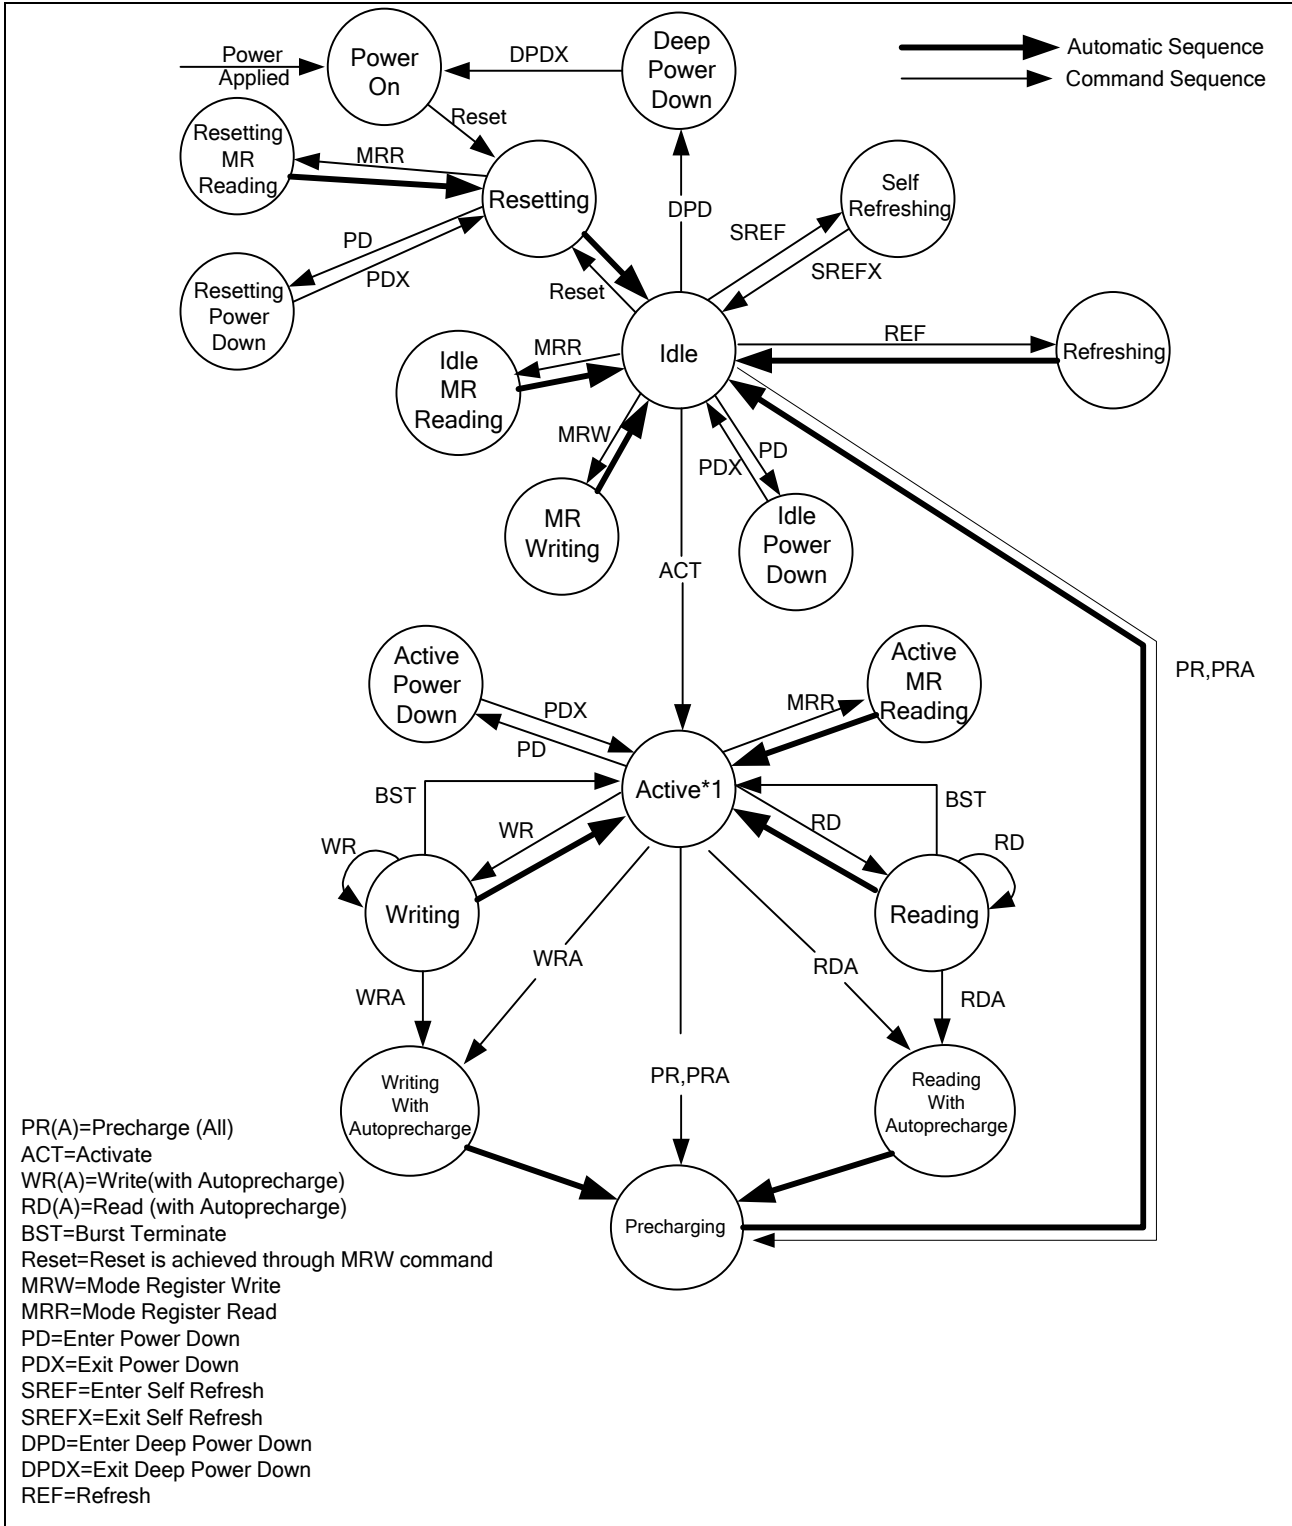 Power
Applied
Power
On
DPDX
Deep
Power
Down
Automatic Sequence
Command Sequence
Reset
Resetting
MR
Reading
MRR
Resetting
DPD
Self
Refreshing
SREF
SREFX
PD
PDX
Resetting
Power
Down
Reset
Idle
REF
Refreshing
MRR
Idle
MR
Reading
MRW
PD
PDX
MR
Writing
Idle
Power
Down
ACT
Active
Power
Down
PDX
PD
MRR
Active
MR
Reading
PR,PRA
Active*1
BST
BST
WR
RD
WR
RD
Writing
Reading
WRA
RDA
WRA
RDA
PR,PRA
Writing
With
Autoprecharge
Reading
With
Autoprecharge
Precharging
PR(A)=Precharge (All)
ACT=Activate
WR(A)=Write(with Autoprecharge)
RD(A)=Read (with Autoprecharge)
BST=Burst Terminate
Reset=Reset is achieved through MRW command
MRW=Mode Register Write
MRR=Mode Register Read
PD=Enter Power Down
PDX=Exit Power Down
SREF=Enter Self Refresh
SREFX=Exit Self Refresh
DPD=Enter Deep Power Down
DPDX=Exit Deep Power Down
REF=Refresh